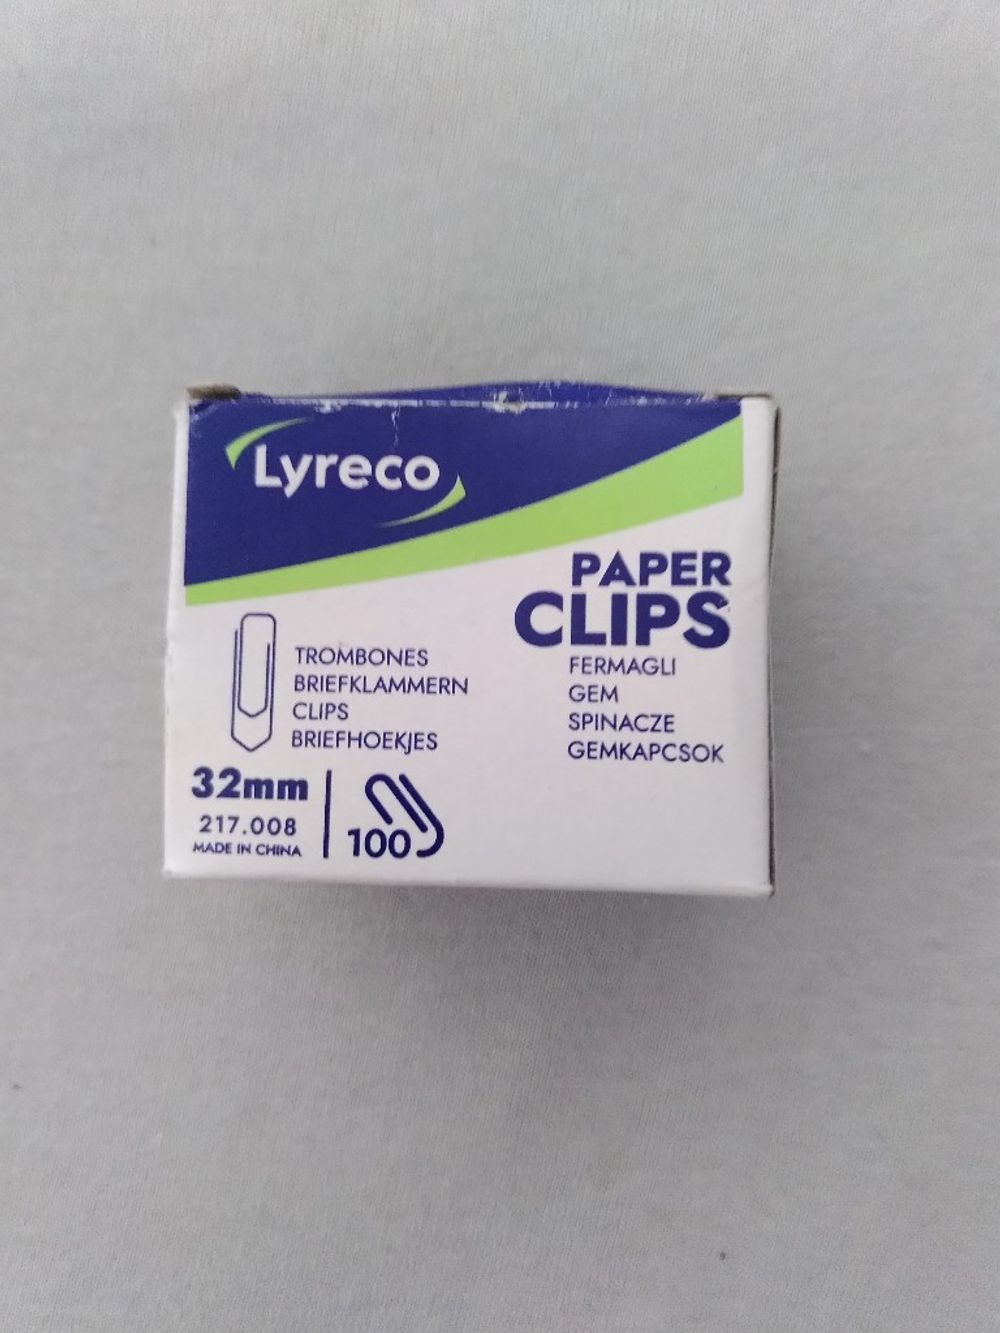 Lyreco
PAPER
CLIPS
TROMBONES
BRIEFKLAMMERN
CLIPS
BRIEFHOEKJES
FERMAGLI
GEM
SPINACZE
GEMKAPCSOK
32mm
217.008
MADE IN CHINA
100